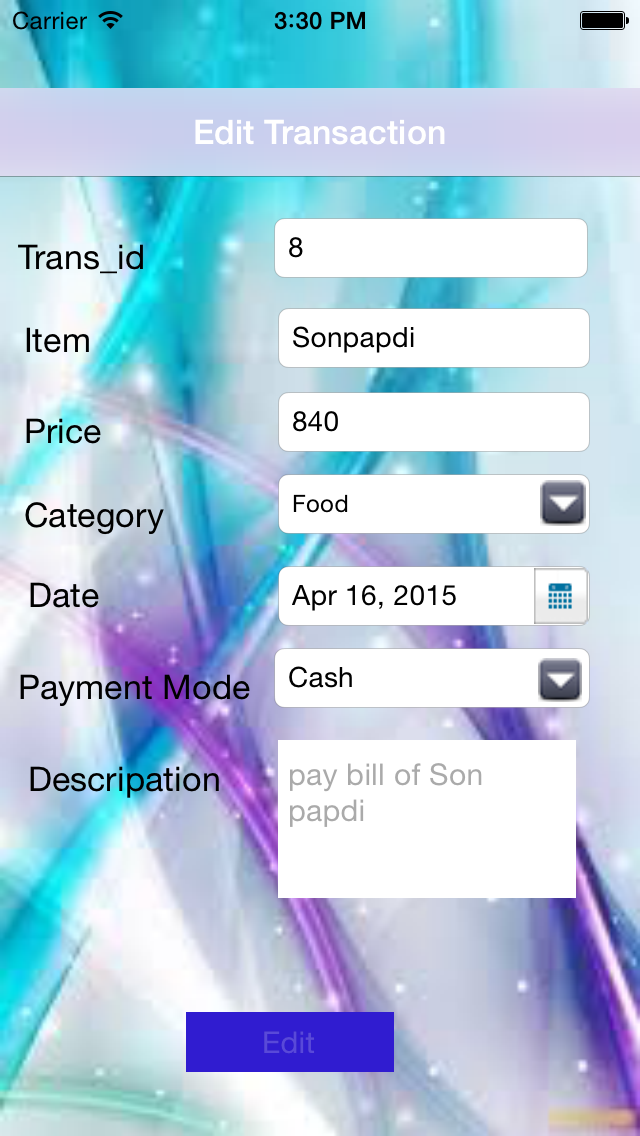 Carrier 3:30 PM
Edit Transaction
Trans_id 8
Item Sonpapdi
Price 840
Category Food
Date Apr 16, 2015
Payment Mode Cash
Descripation pay bill of Son
papdi
Edit